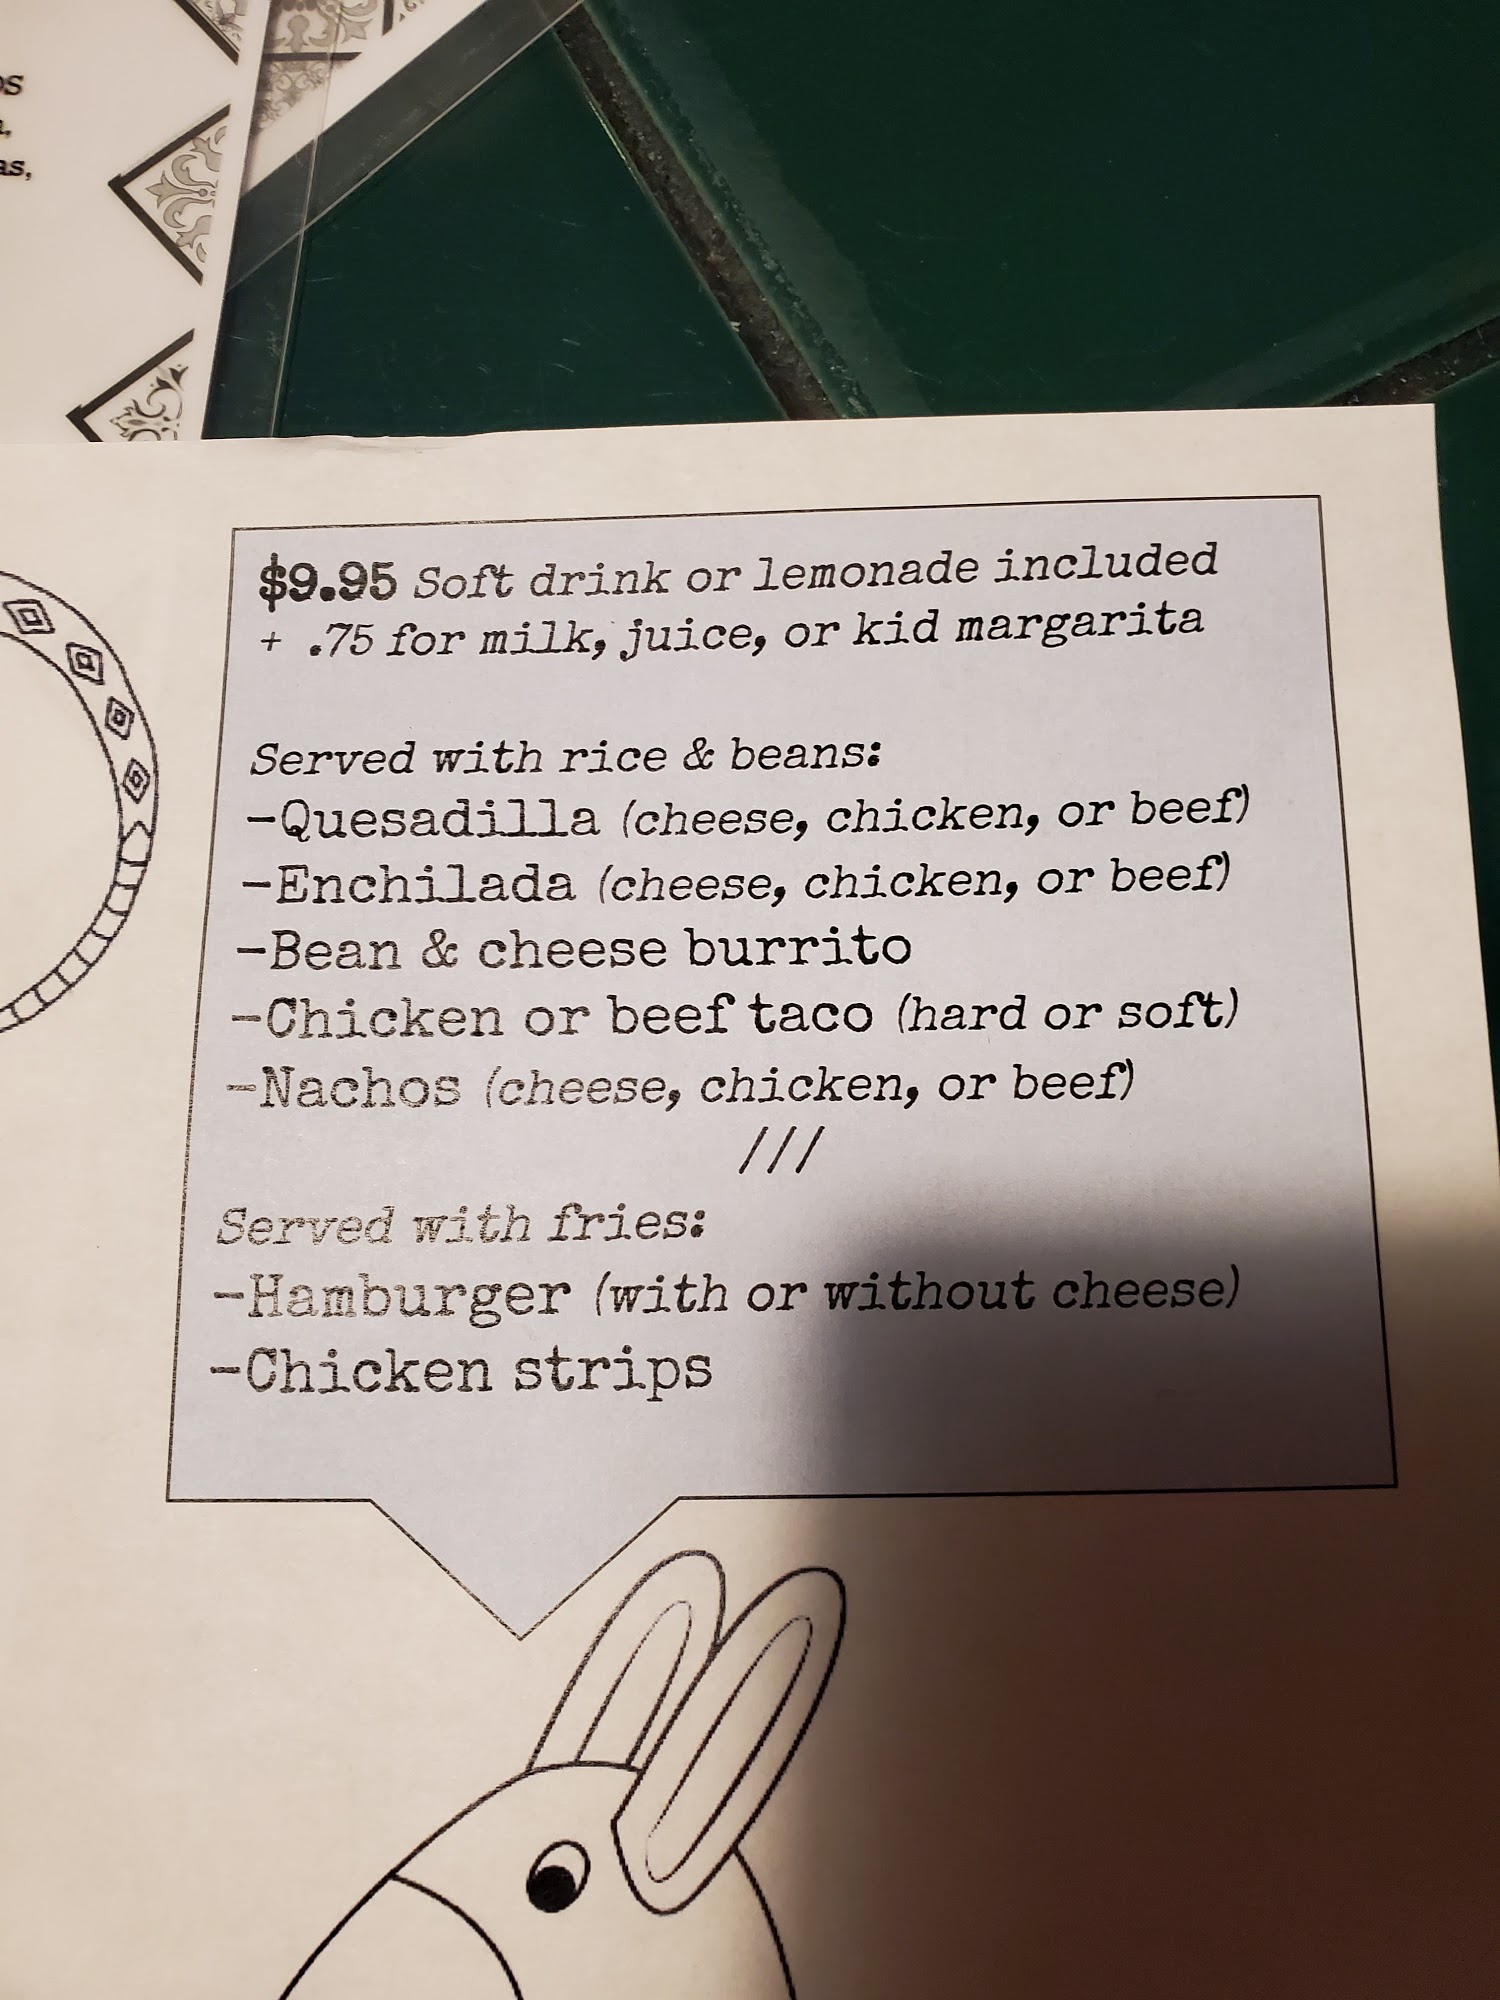 $9.95 Soft drink or lemonade included
+ .75 for milk, juice, or kid margarita
Served with rice & beans:
-Quesadilla (cheese, chicken, or beef)
-Enchilada (cheese, chicken, or beef)
-Bean & cheese burrito
-Chicken or beef taco (hard or soft)
-Nachos (cheese, chicken, or beef)
///
Served with fries:
-Hamburger (with or without cheese)
-Chicken strips